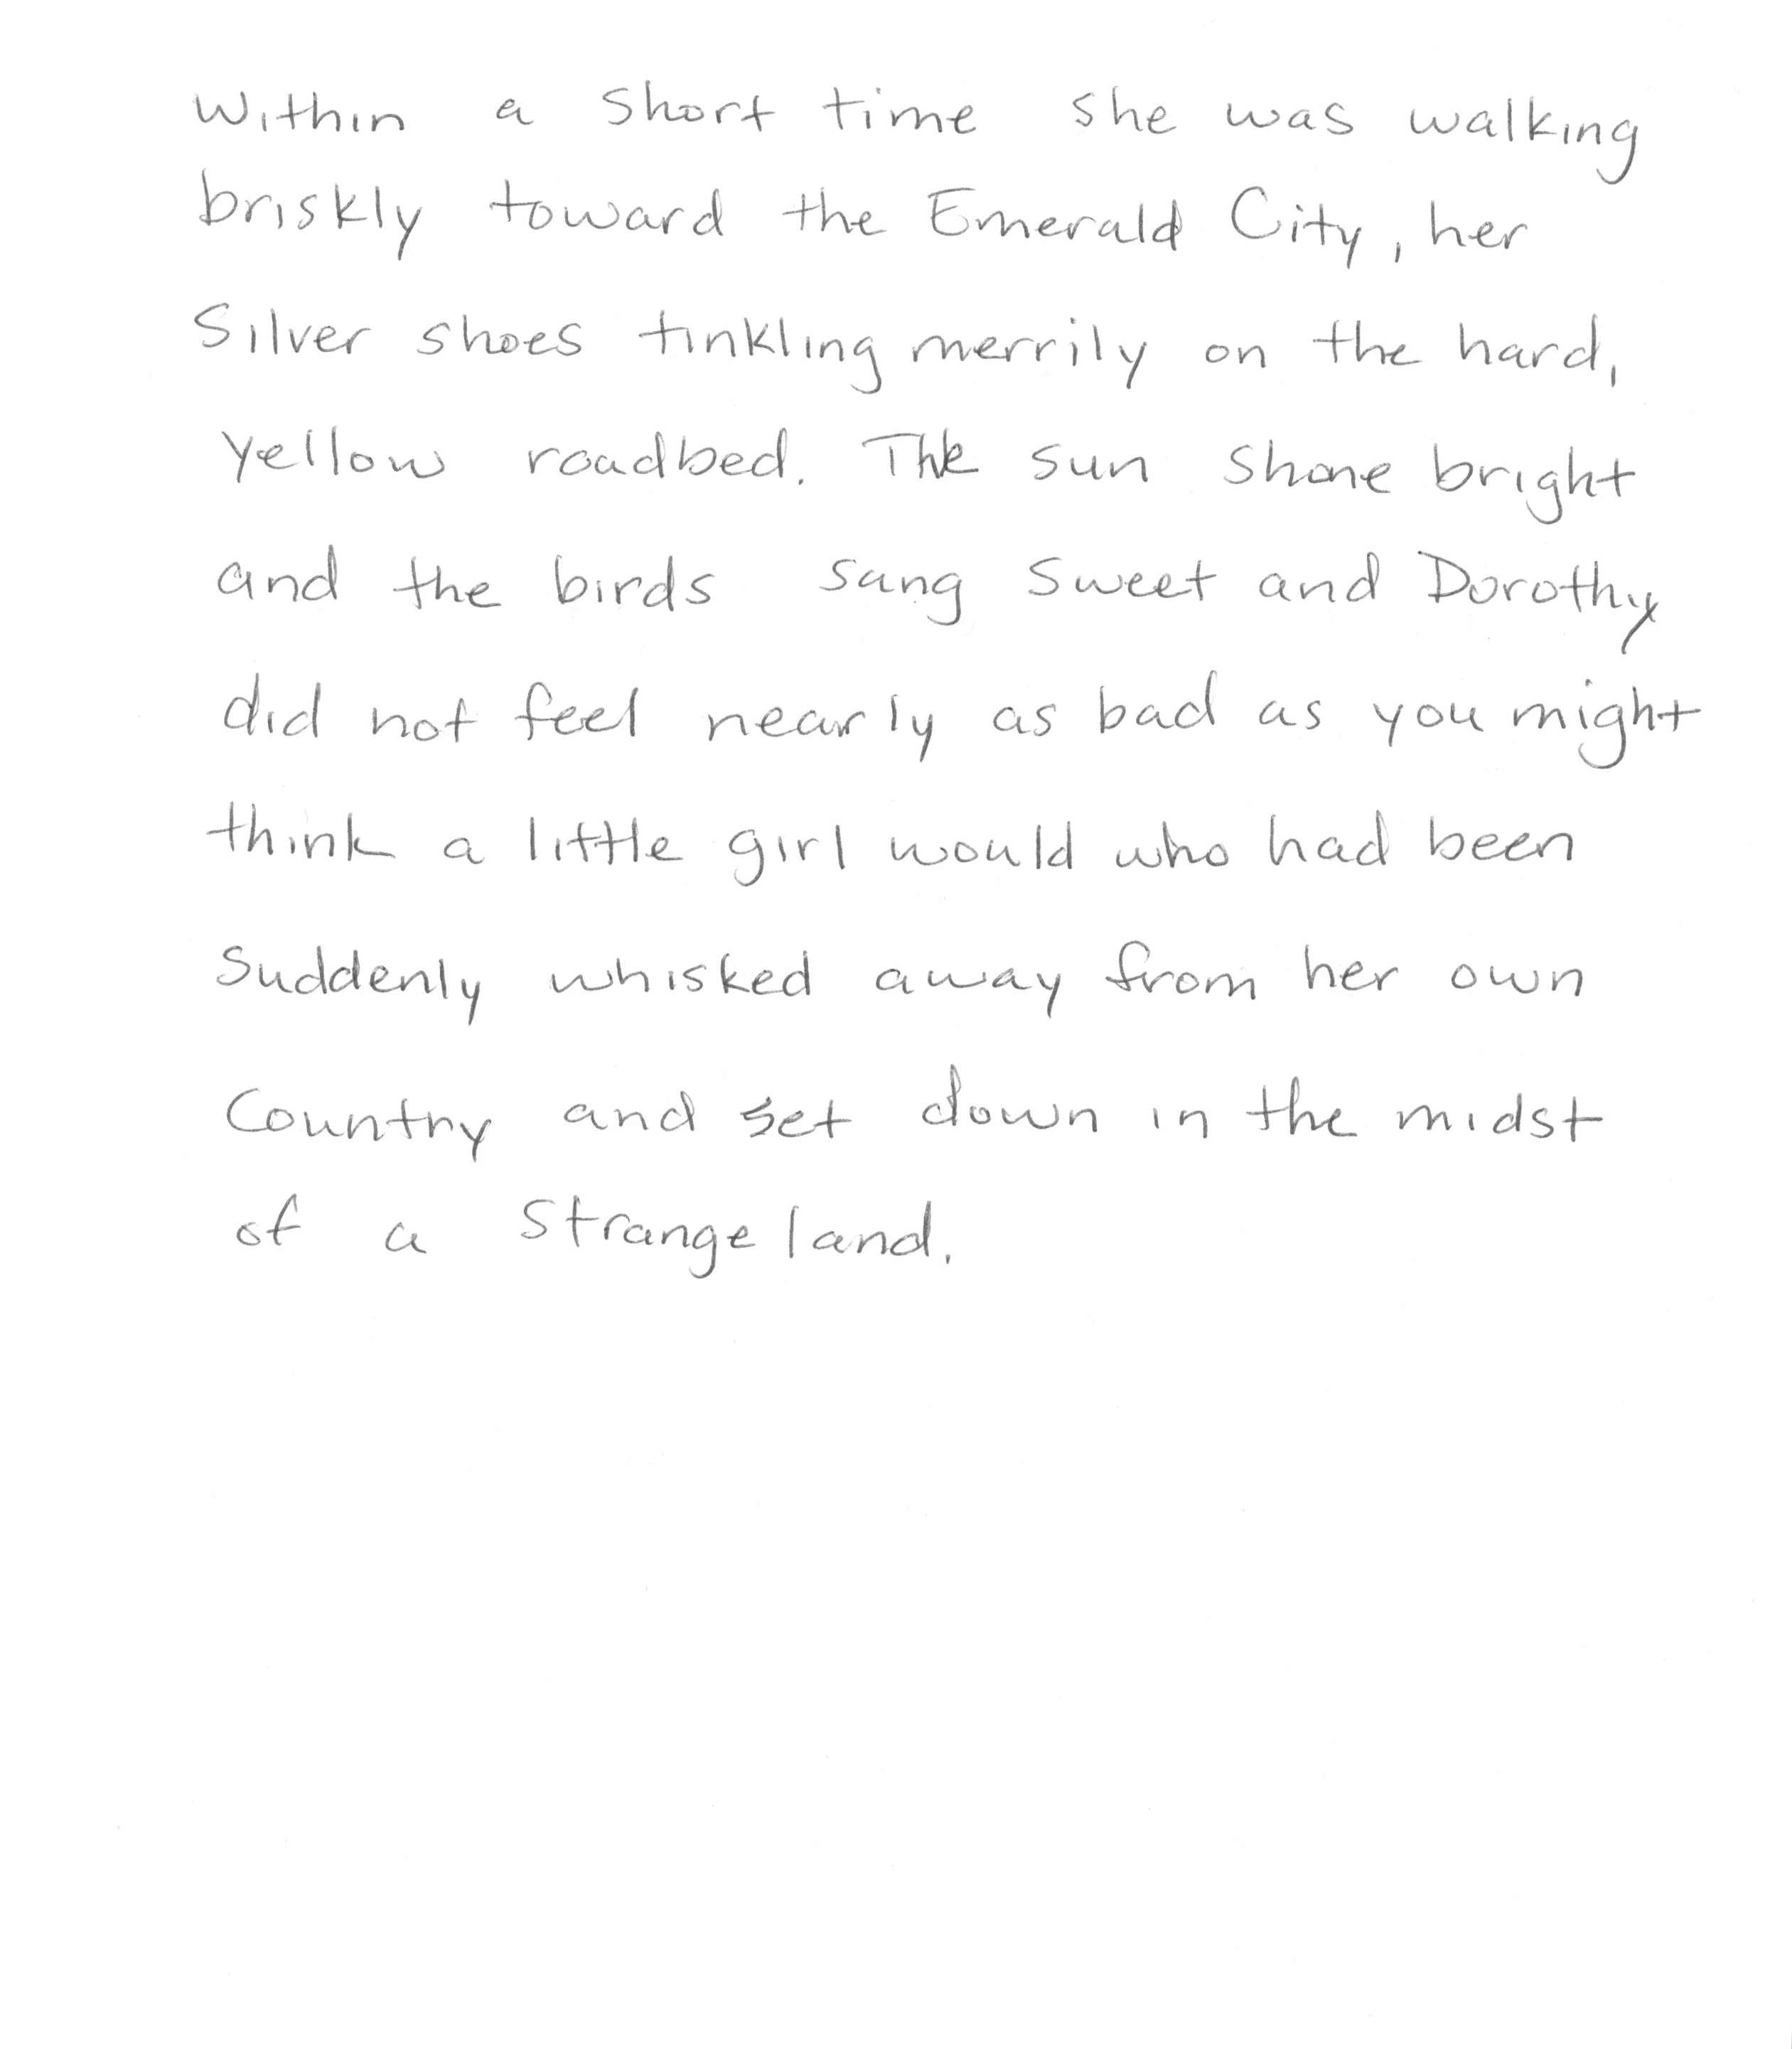 Within a short time she was walking
briskly toward the Emerald City, her
Silver shoes tinkling merrily on the hard,
yellow roadbed. The sun shone bright
and the birds sang sweet and Dorothy
did not feel nearly as bad as you might
think a little girl would who had been
suddenly whisked away from her own
Country and set down in the midst
of a strange land.